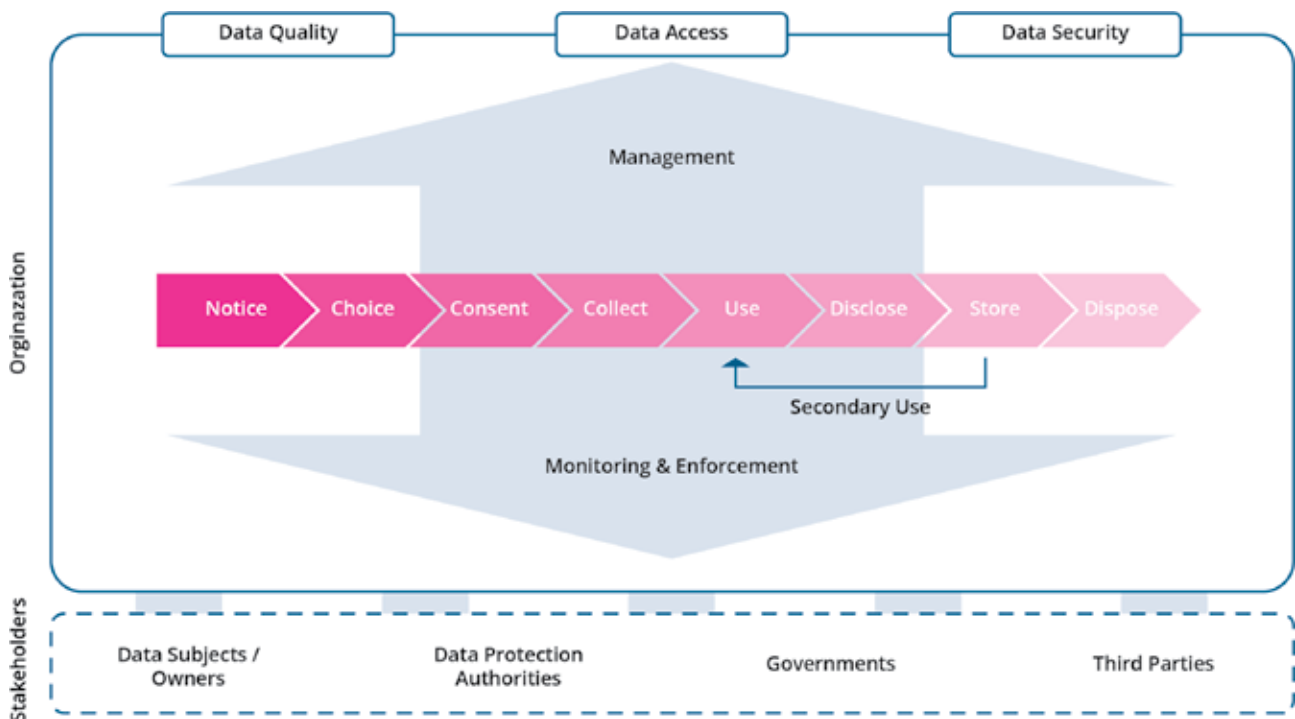 Data Quality
Data Access
Data Security
Management
Orginazation
Notice
Choice
Consent
Collect
Use
Disclose
Store
Dispose
Secondary Use
Monitoring & Enforcement
Stakeholders
Data Subjects /
Owners
Data Protection
Authorities
Governments
Third Parties